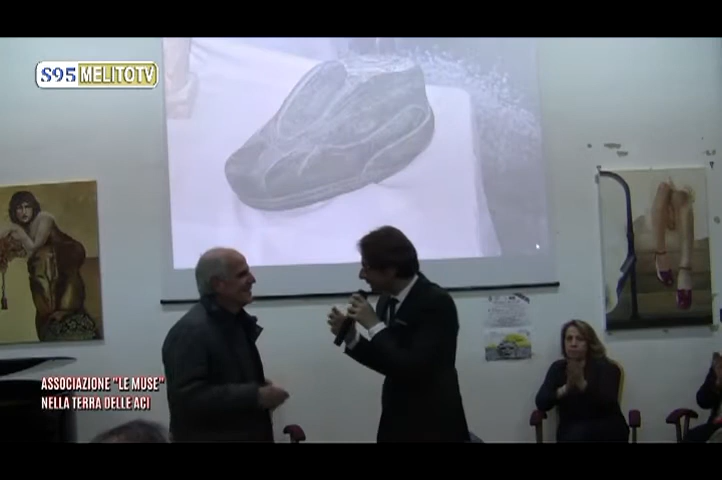 S95 MELITOTV
ASSOCIAZIONE "LE MUSE"
NELLA TERRA DELLE ACI